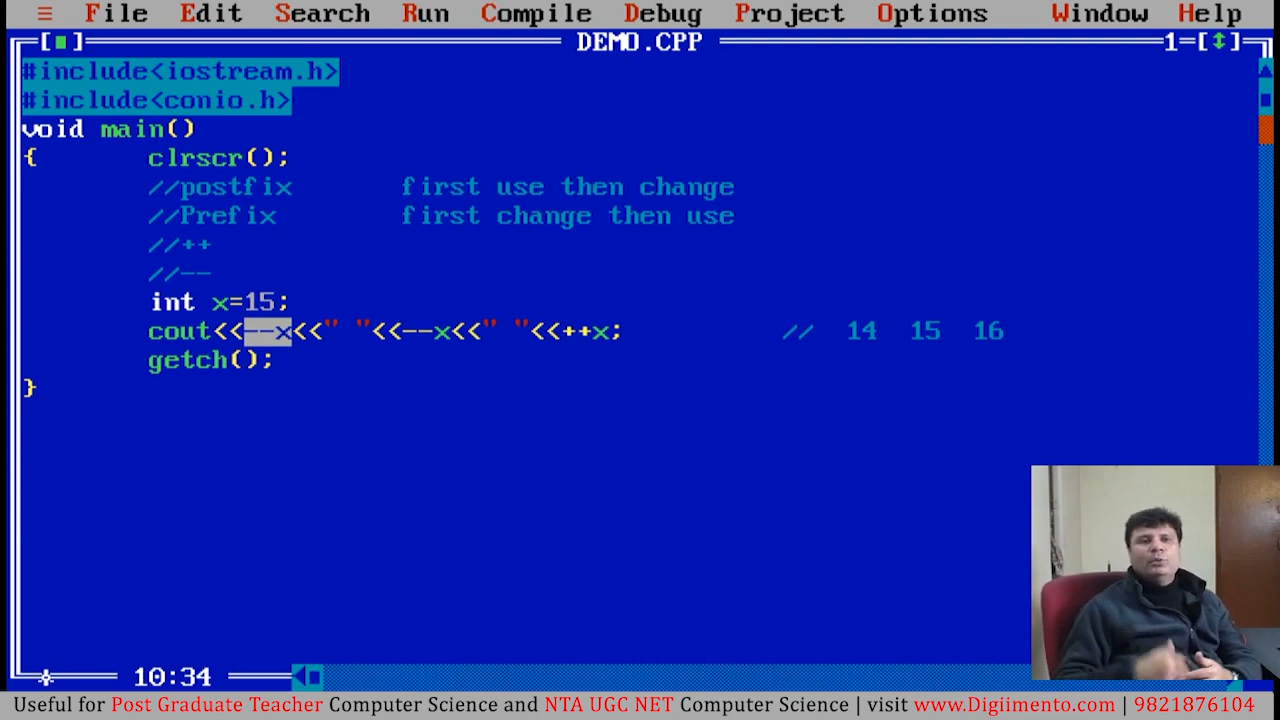 ≡ File Edit Search Run Compile Debug Project Options Window Help
[■] DEMO.CPP 1=[↕]
#include<iostream.h>
#include<conio.h>
void main()
{ clrscr();
//postfix first use then change
//Prefix first change then use
//++
//--
int x=15;
cout<<--x<<" "<<--x<<" "<<++x; // 14 15 16
getch();
}
10:34
Useful for Post Graduate Teacher Computer Science and NTA UGC NET Computer Science | visit www.Digiimento.com | 9821876104